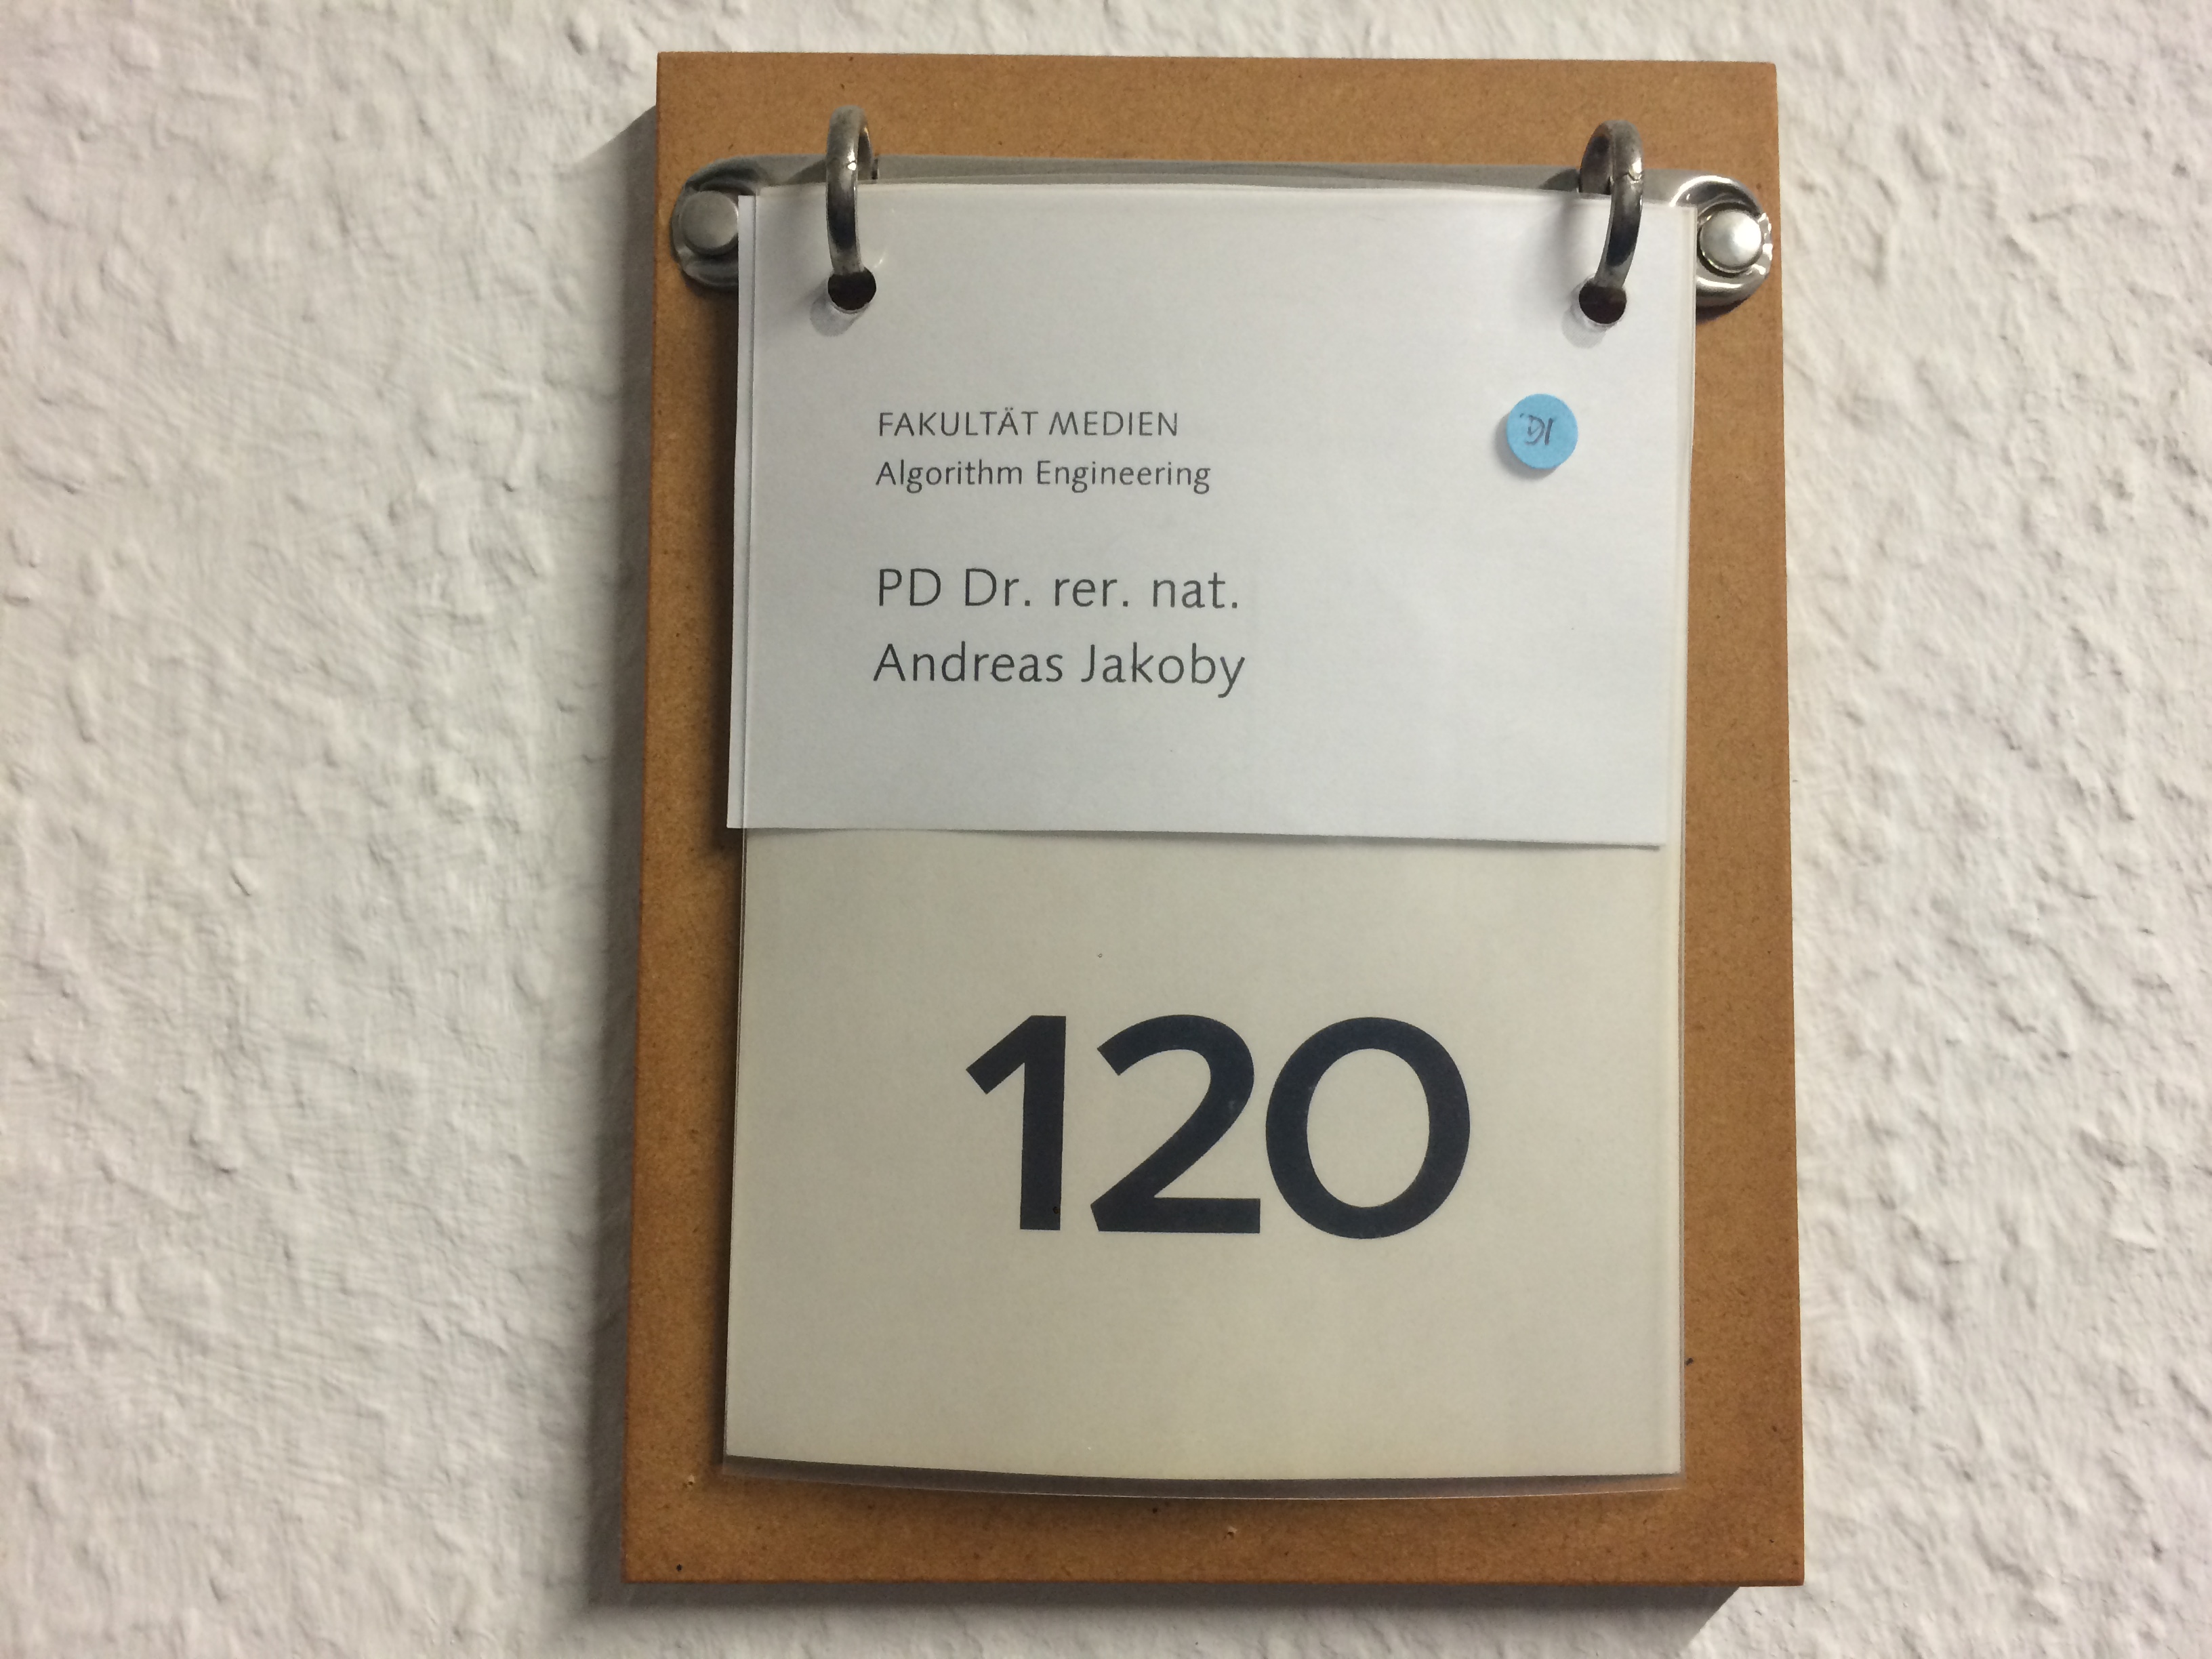 FAKULTÄT MEDIEN
Algorithm Engineering
PD Dr. rer. nat.
Andreas Jakoby
120